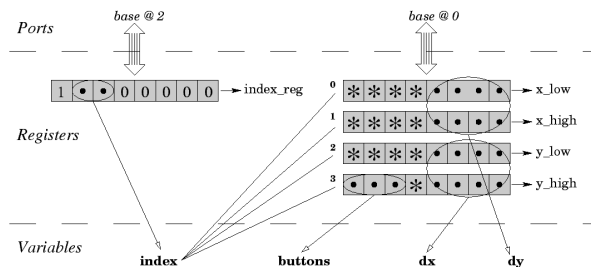 Ports
base @ 2
base @ 0
1 • • 0 0 0 0 0
index_reg
Registers
0 * * * * • • • • x_low
1 * * * * • • • • x_high
2 * * * * • • • • y_low
3 • • • * • • • • y_high
Variables
index
buttons
dx
dy